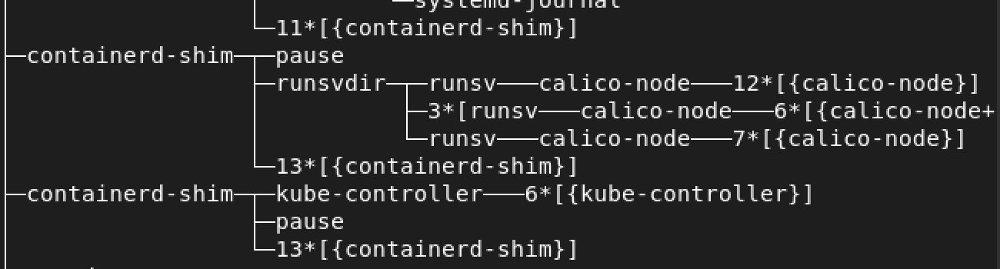 systemd-journal
└─11*[{containerd-shim}]
├─containerd-shim─┬─pause
├─runsvdir─┬─runsv───calico-node───12*[{calico-node}]
├─3*[runsv───calico-node───6*[{calico-node+
└─runsv───calico-node───7*[{calico-node}]
└─13*[{containerd-shim}]
├─containerd-shim─┬─kube-controller───6*[{kube-controller}]
├─pause
└─13*[{containerd-shim}]